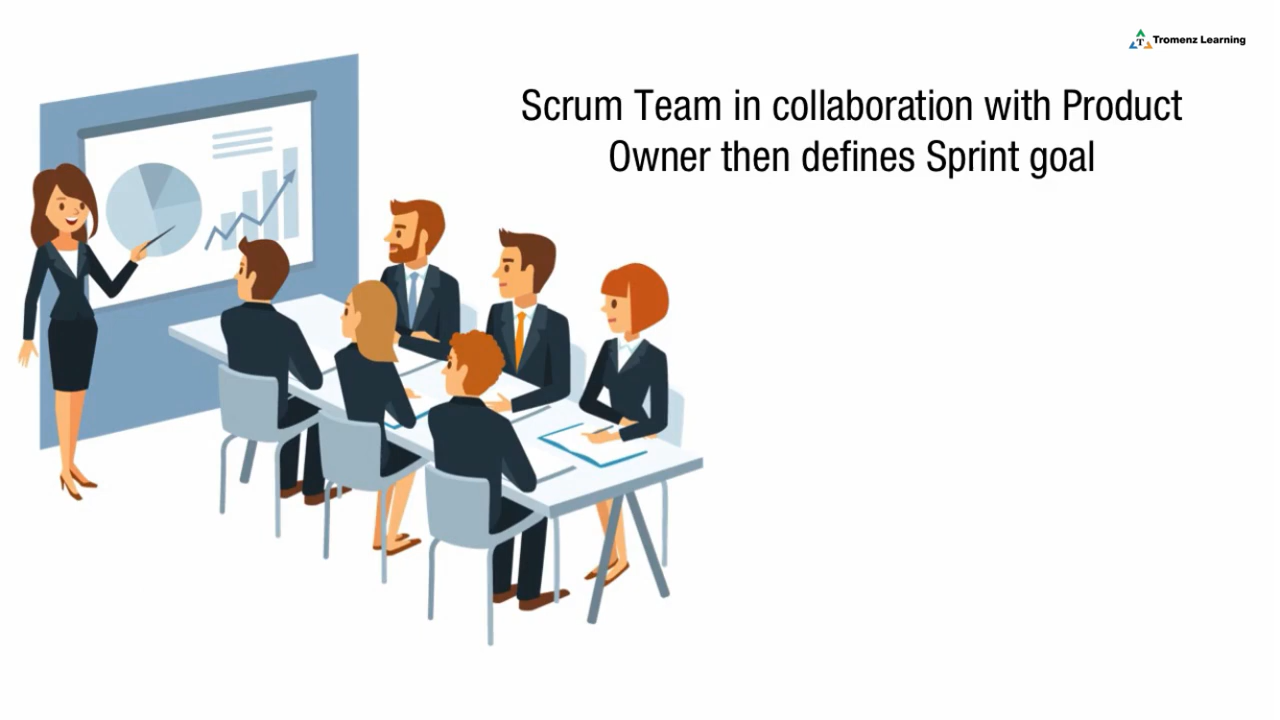 Tromenz Learning
Scrum Team in collaboration with Product
Owner then defines Sprint goal